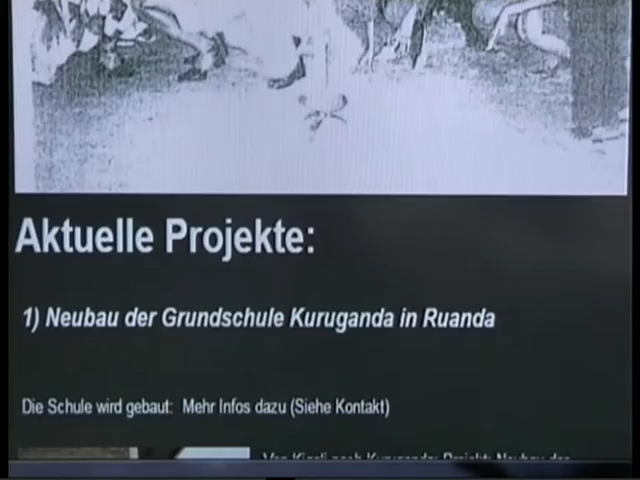 Aktuelle Projekte:
1) Neubau der Grundschule Kuruganda in Ruanda
Die Schule wird gebaut: Mehr Infos dazu (Siehe Kontakt)